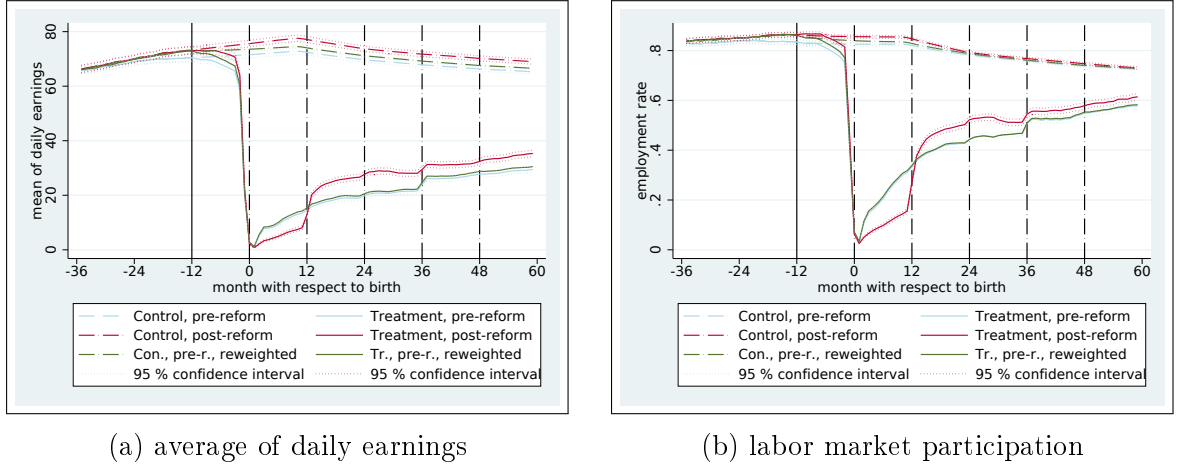 mean of daily earnings
80
60
40
20
0
-36 -24 -12 0 12 24 36 48 60
month with respect to birth
Control, pre-reform Treatment, pre-reform
Control, post-reform Treatment, post-reform
Con., pre-r., reweighted Tr., pre-r., reweighted
95 % confidence interval 95 % confidence interval
(a) average of daily earnings
employment rate
.8
.6
.4
.2
0
-36 -24 -12 0 12 24 36 48 60
month with respect to birth
Control, pre-reform Treatment, pre-reform
Control, post-reform Treatment, post-reform
Con., pre-r., reweighted Tr., pre-r., reweighted
95 % confidence interval 95 % confidence interval
(b) labor market participation